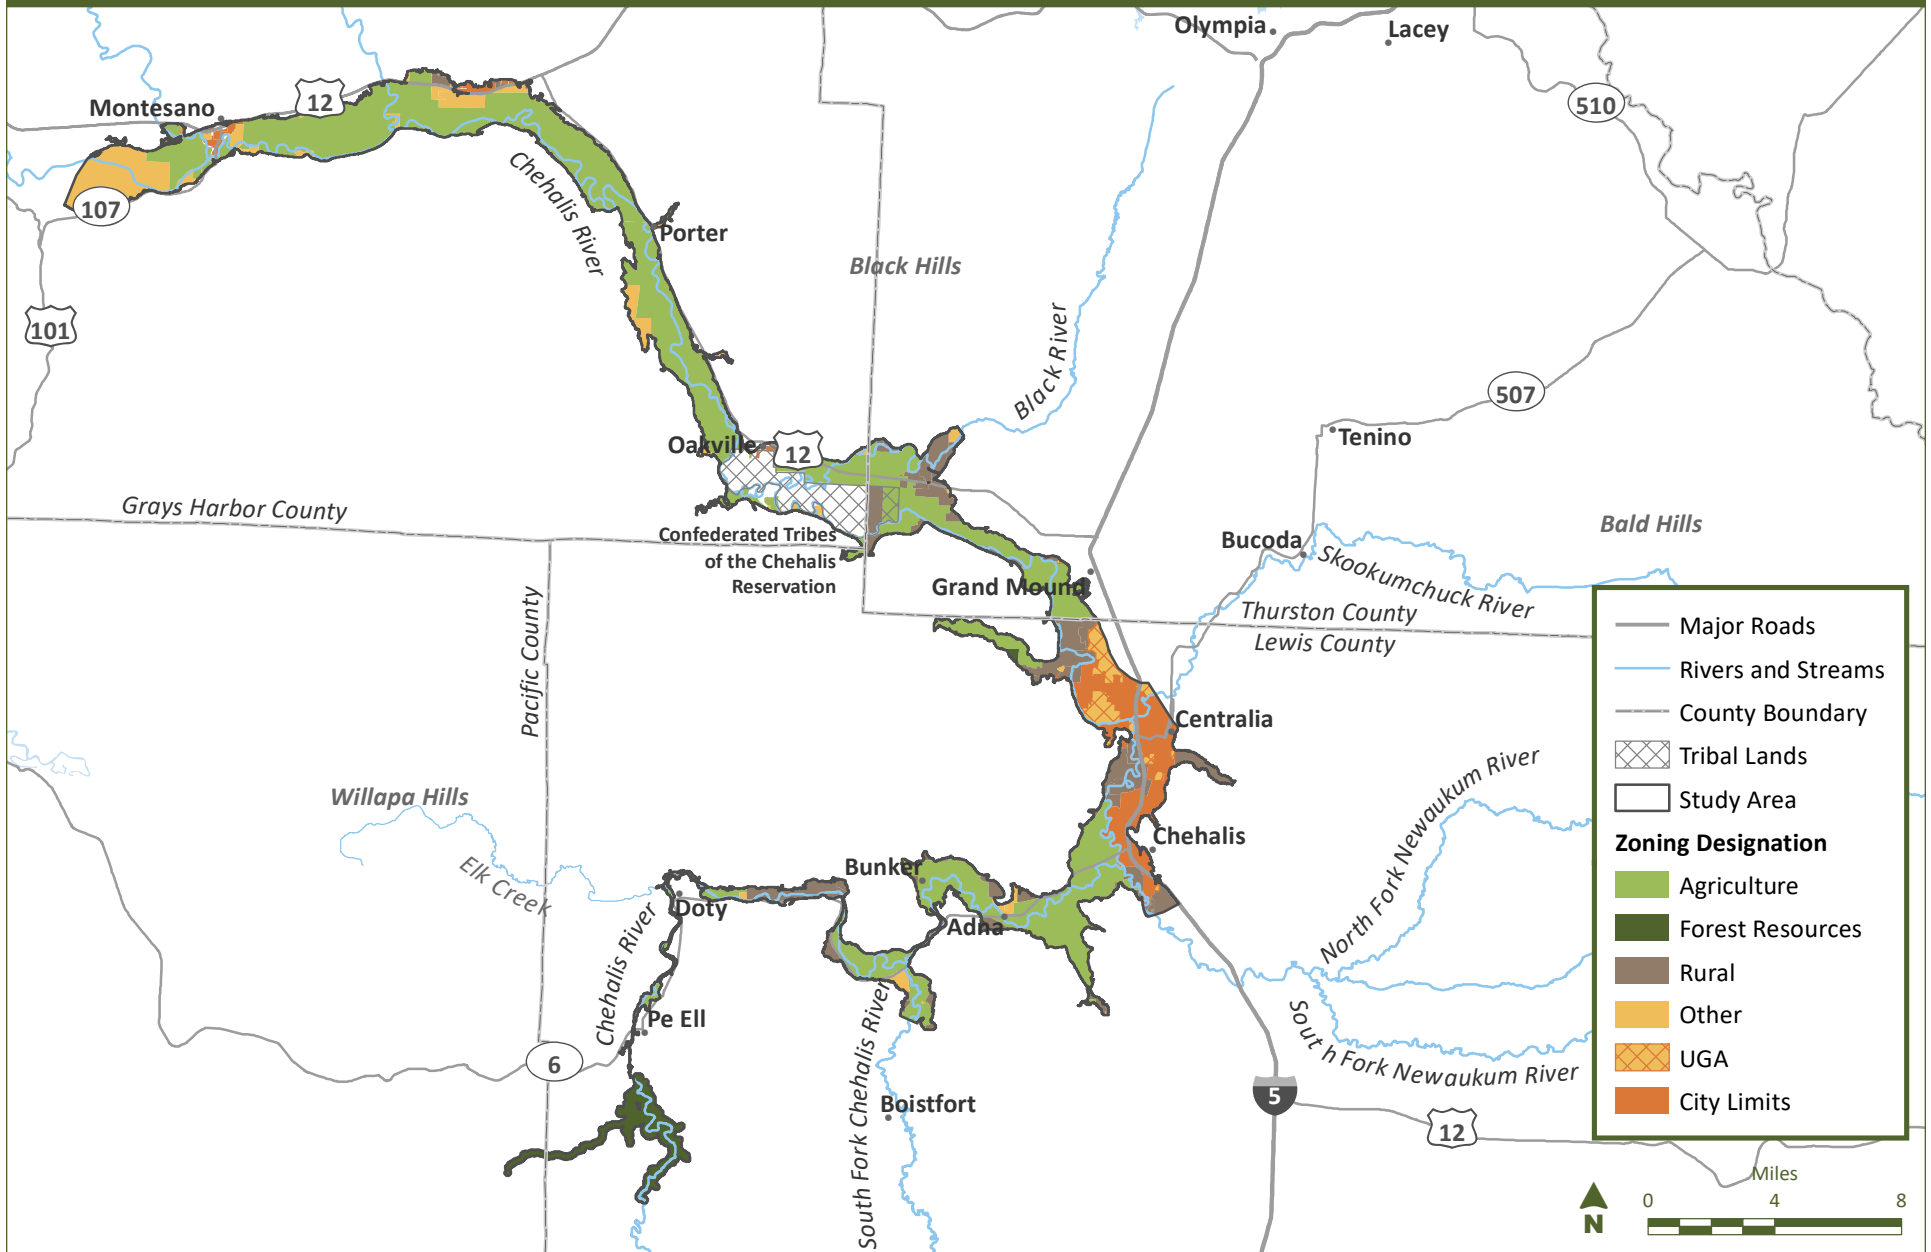 Olympia
Lacey
510
Montesano
12
107
Chehalis River
Porter
Black Hills
101
Black River
507
Tenino
Oakville
12
Grays Harbor County
Confederated Tribes
of the Chehalis
Reservation
Bald Hills
Bucoda
Skookumchuck River
Grand Mound
Thurston County
Lewis County
Pacific County
Centralia
Willapa Hills
North Fork Newaukum River
Chehalis
Bunker
Elk Creek
Doty
Adna
Chehalis River
South Fork Chehalis River
Pe Ell
South Fork Newaukum River
6
Boistfort
5
12
Major Roads
Rivers and Streams
County Boundary
Tribal Lands
Study Area
Zoning Designation
Agriculture
Forest Resources
Rural
Other
UGA
City Limits
Miles
0 4 8
N